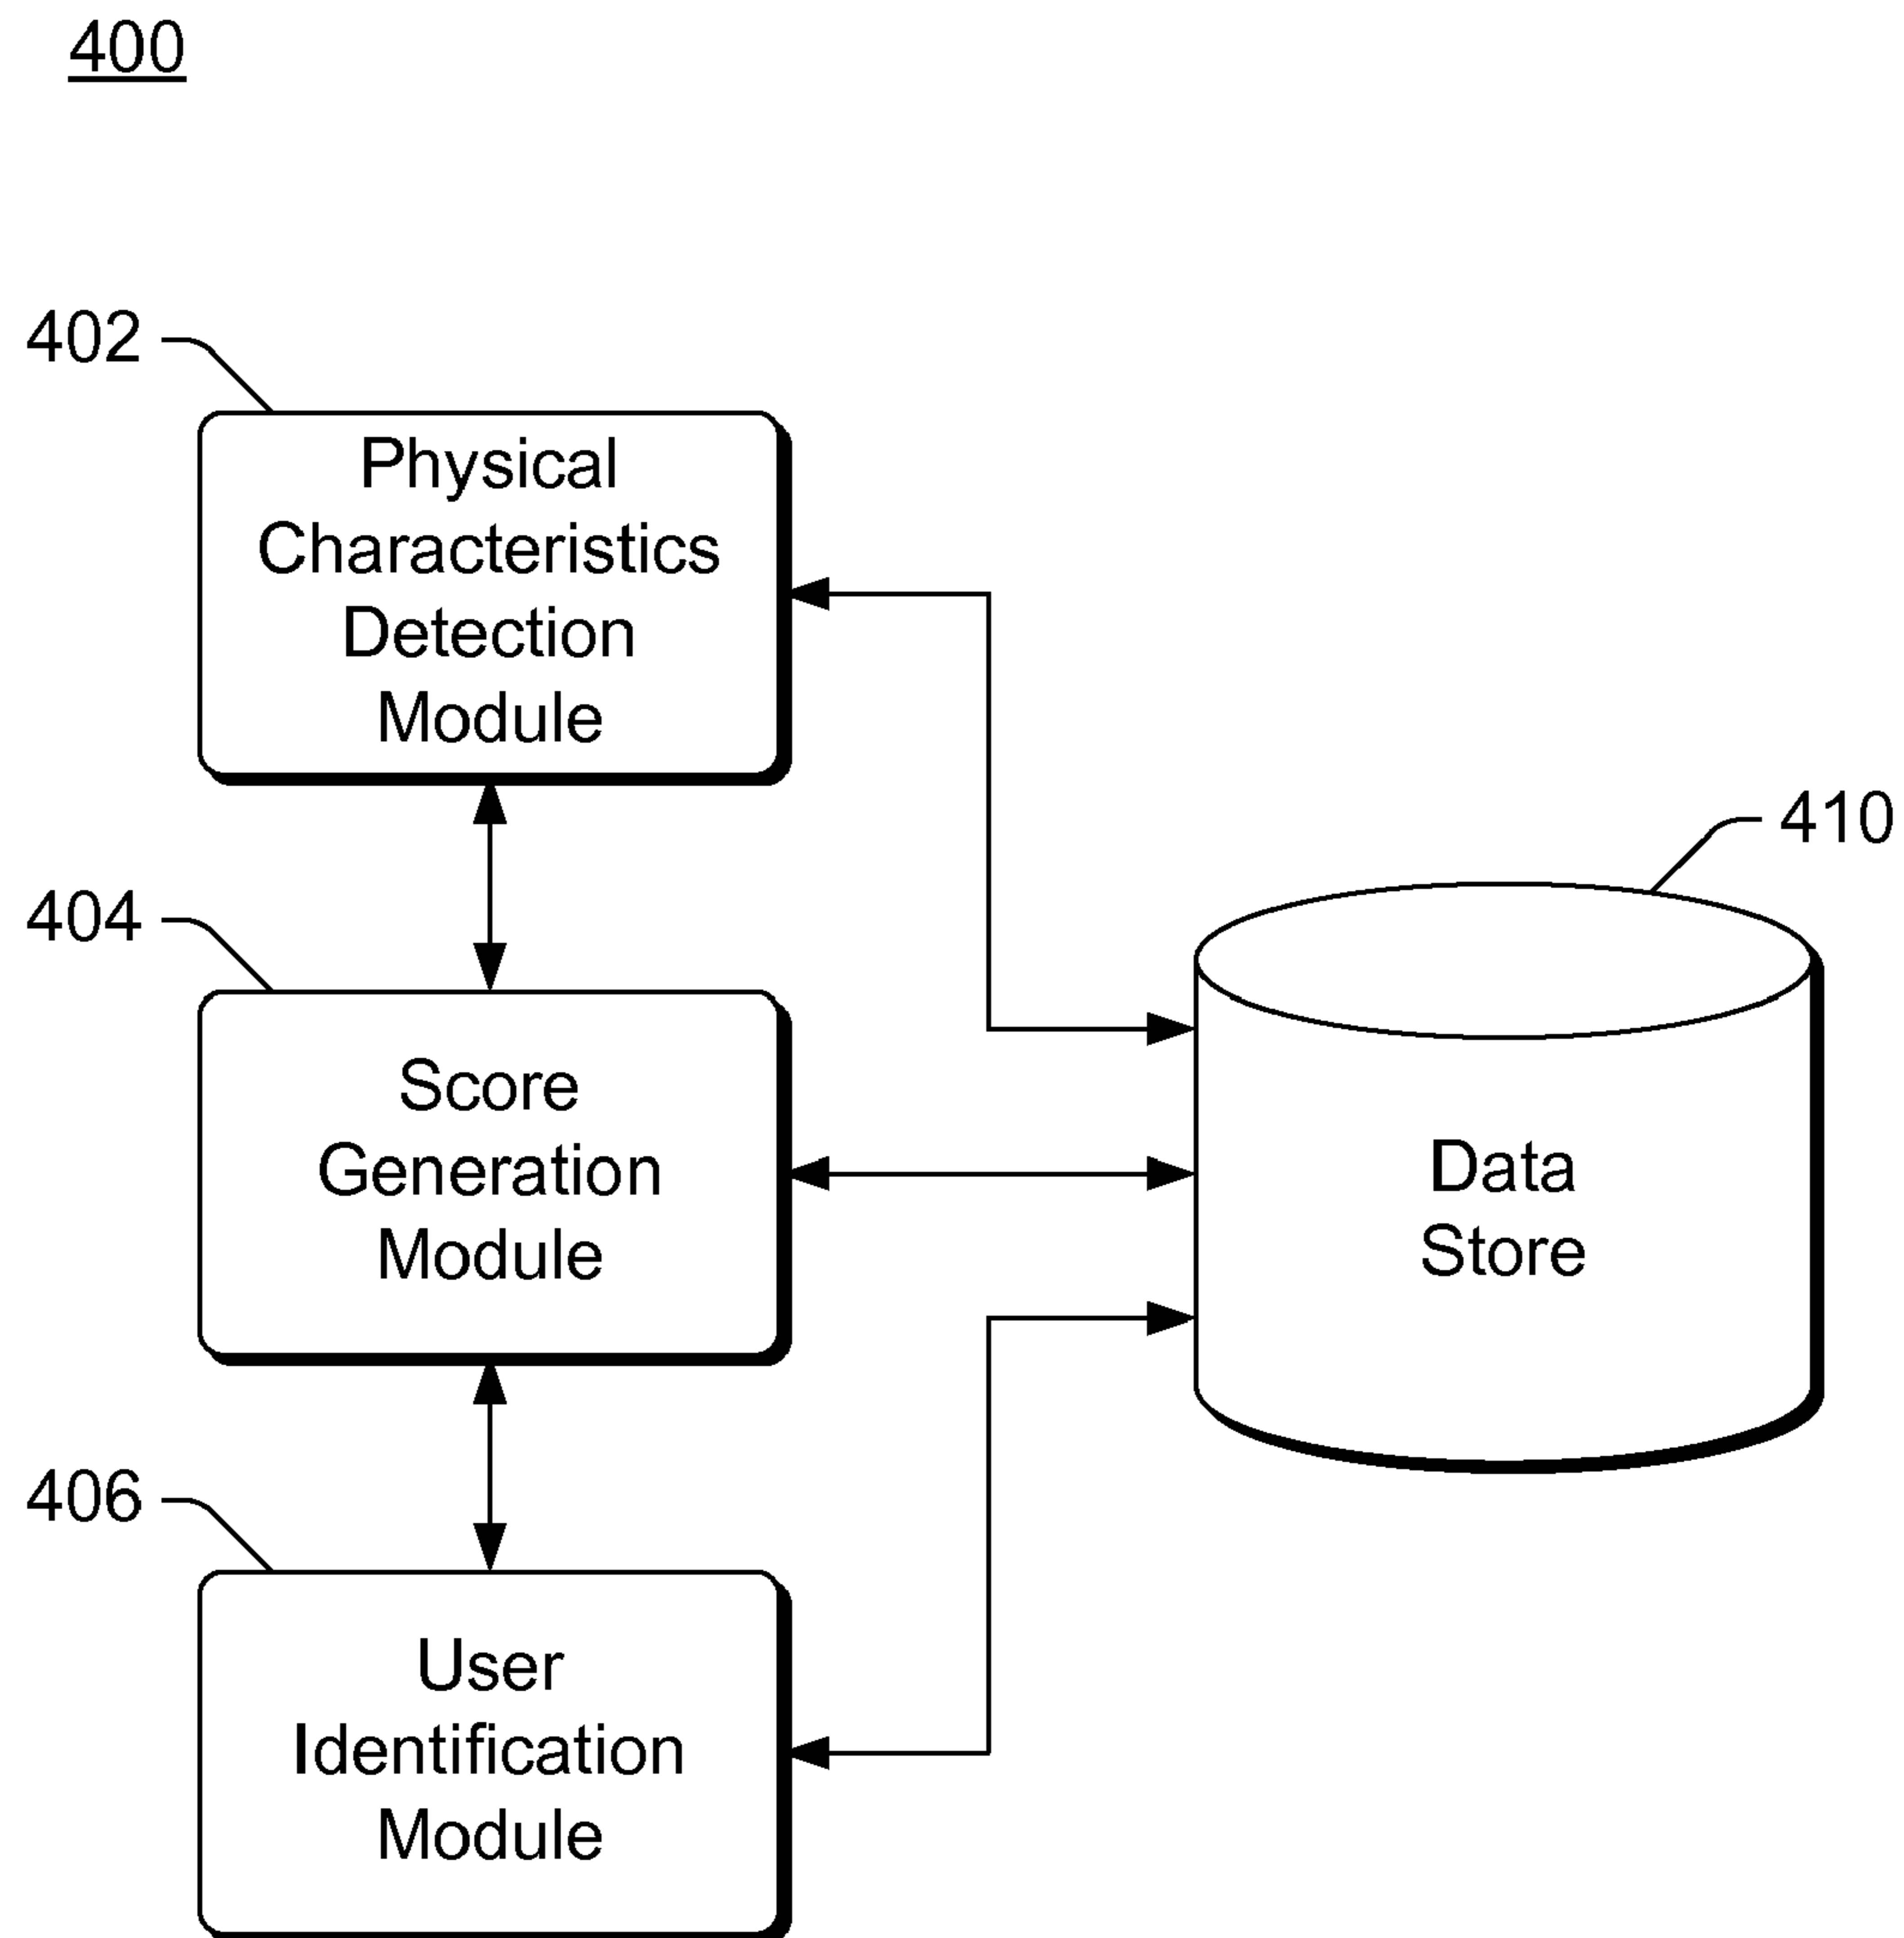 400
402
Physical
Characteristics
Detection
Module
410
404
Score
Generation
Module
Data
Store
406
User
Identification
Module